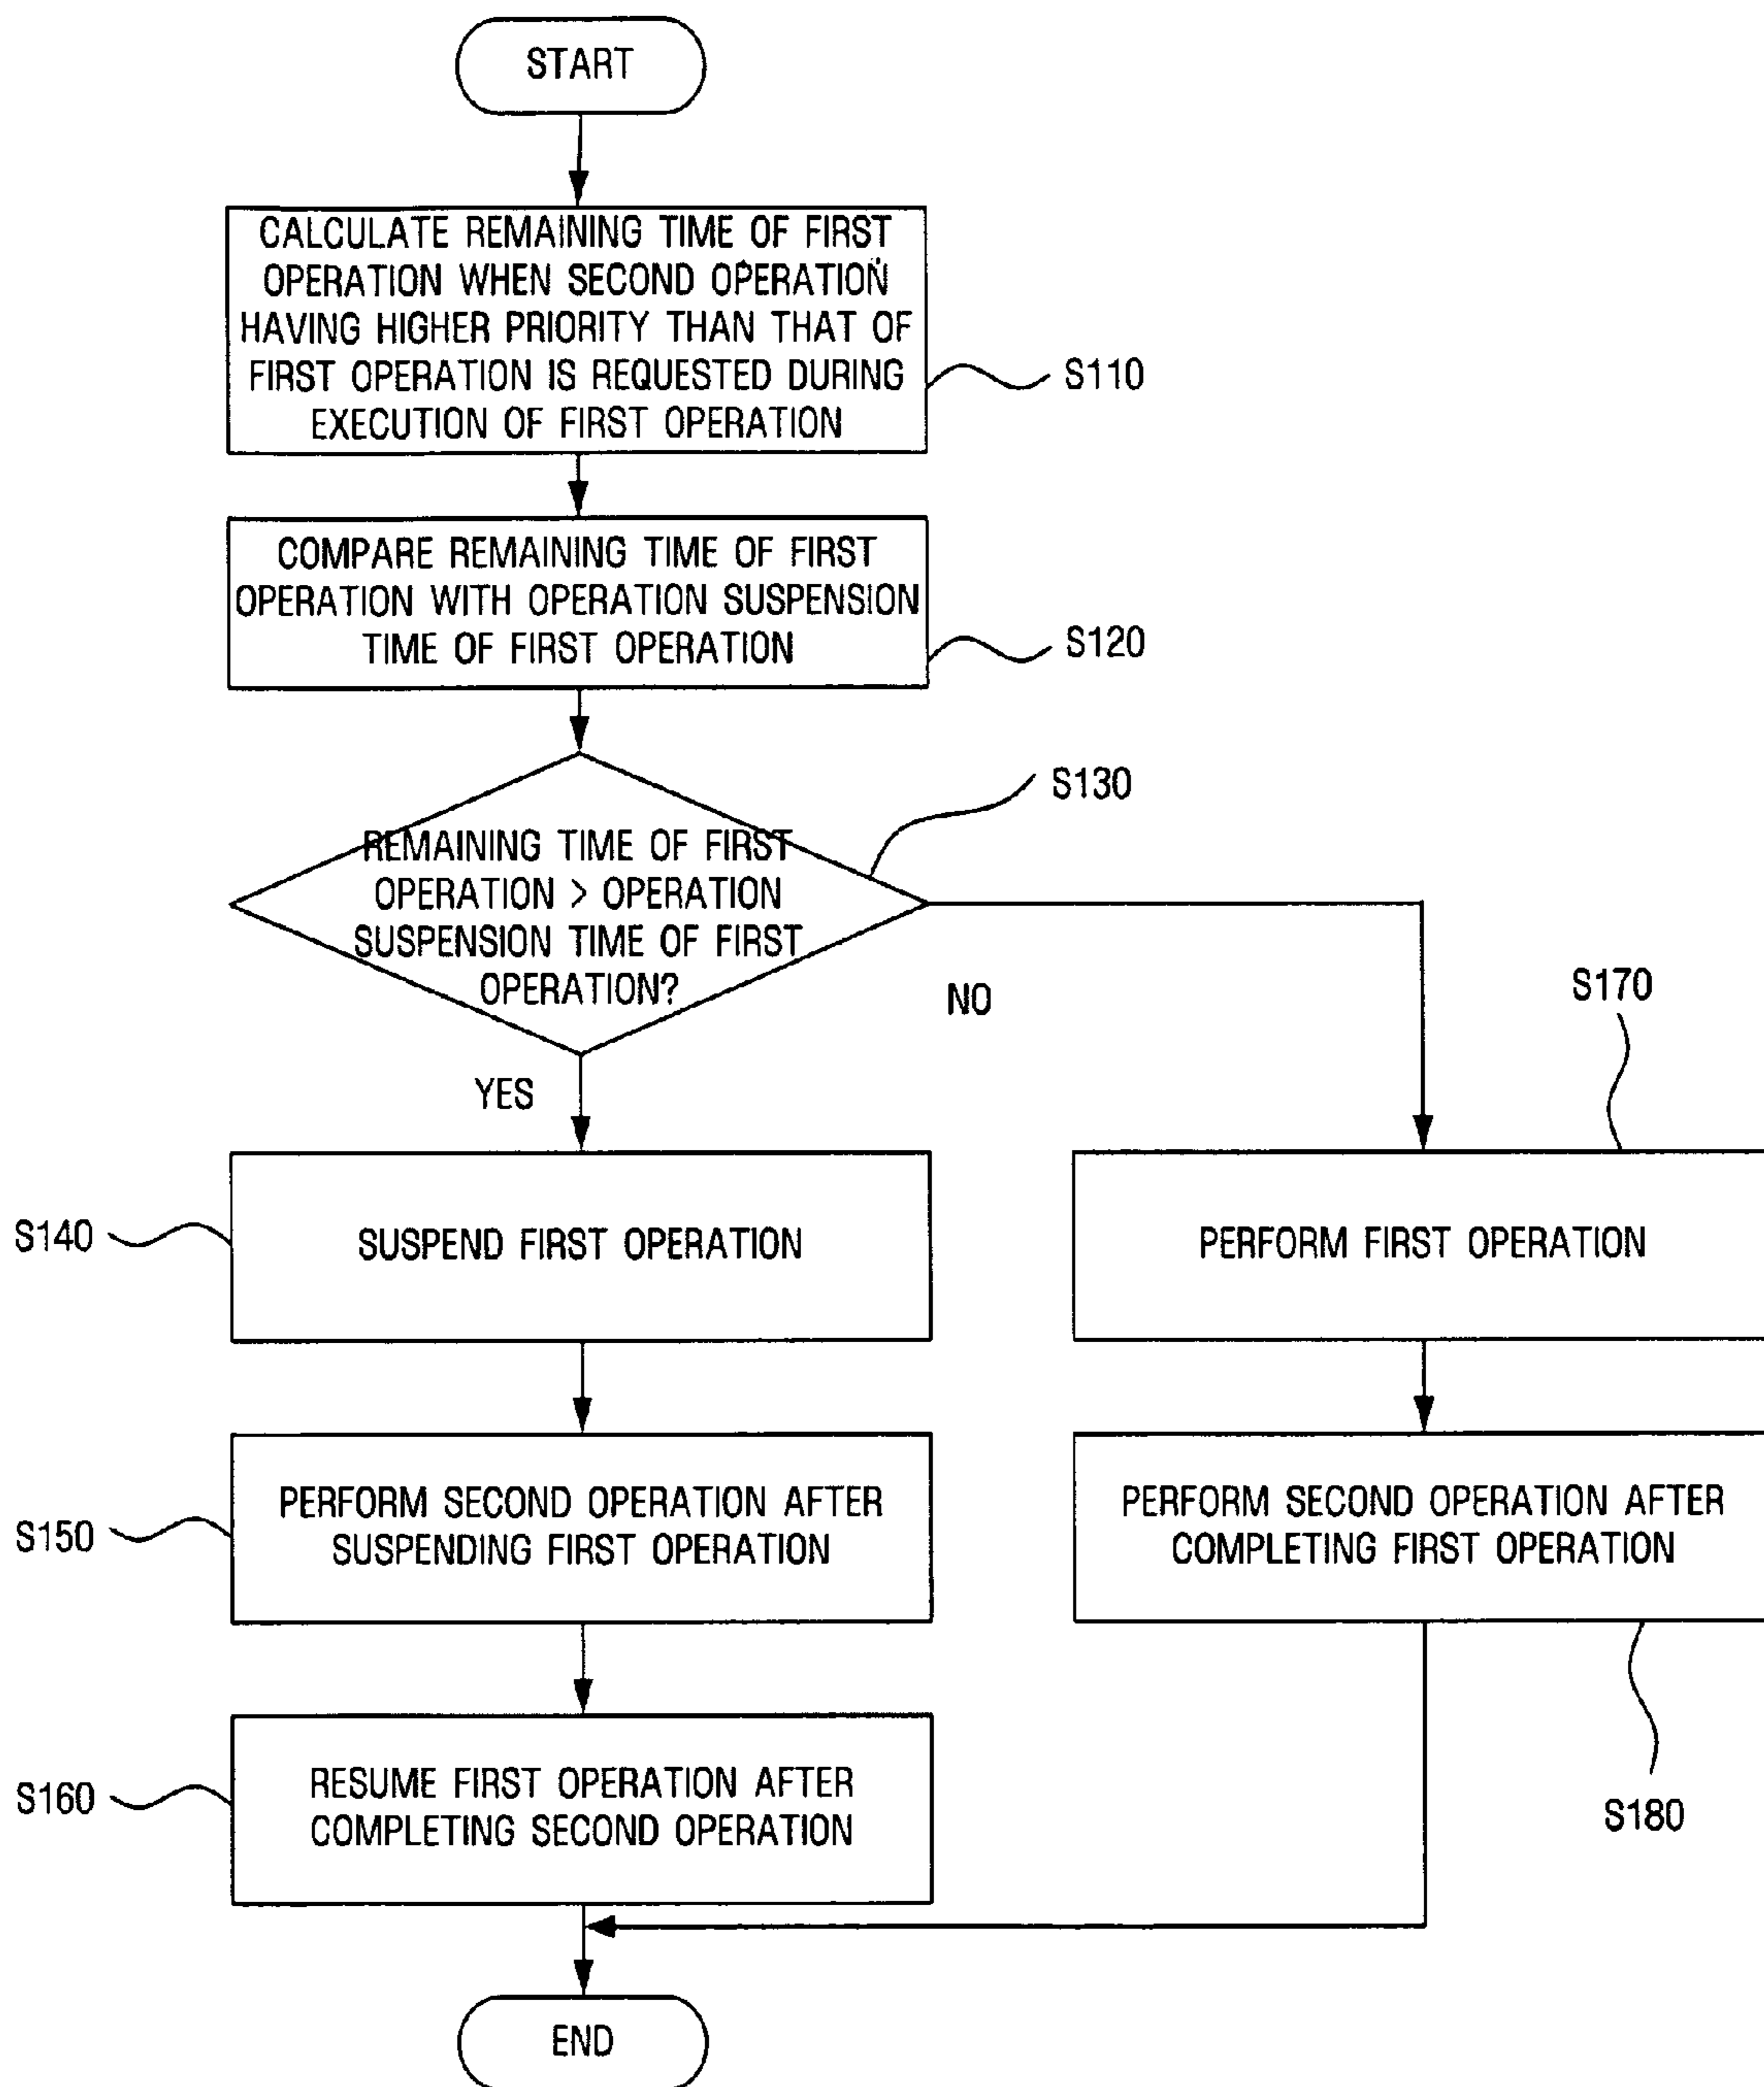 START
CALCULATE REMAINING TIME OF FIRST
OPERATION WHEN SECOND OPERATION
HAVING HIGHER PRIORITY THAN THAT OF
FIRST OPERATION IS REQUESTED DURING
EXECUTION OF FIRST OPERATION
S110
COMPARE REMAINING TIME OF FIRST
OPERATION WITH OPERATION SUSPENSION
TIME OF FIRST OPERATION
S120
S130
REMAINING TIME OF FIRST
OPERATION > OPERATION
SUSPENSION TIME OF FIRST
OPERATION?
NO
YES
S170
S140
SUSPEND FIRST OPERATION
PERFORM FIRST OPERATION
S150
PERFORM SECOND OPERATION AFTER
SUSPENDING FIRST OPERATION
PERFORM SECOND OPERATION AFTER
COMPLETING FIRST OPERATION
S160
RESUME FIRST OPERATION AFTER
COMPLETING SECOND OPERATION
S180
END